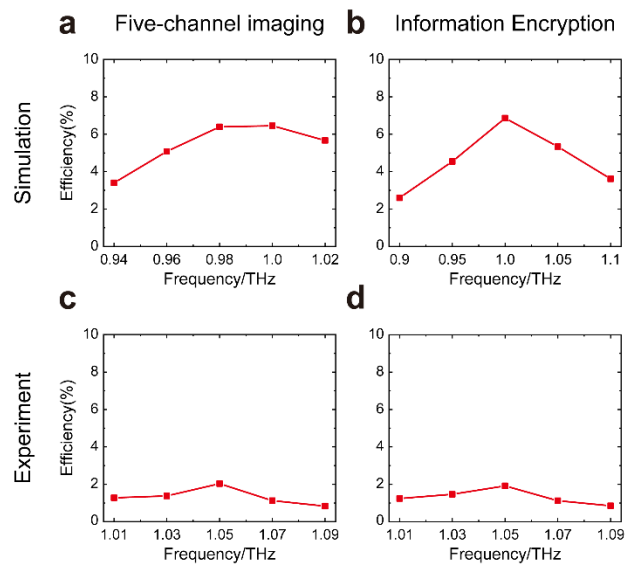 a Five-channel imaging b Information Encryption
Simulation
Efficiency(%)
10
8
6
4
2
0
0.94 0.96 0.98 1.0 1.02
Frequency/THz
10
8
6
4
2
0
0.9 0.95 1.0 1.05 1.1
Frequency/THz
c d
Experiment
Efficiency(%)
10
8
6
4
2
0
1.01 1.03 1.05 1.07 1.09
Frequency/THz
10
8
6
4
2
0
1.01 1.03 1.05 1.07 1.09
Frequency/THz